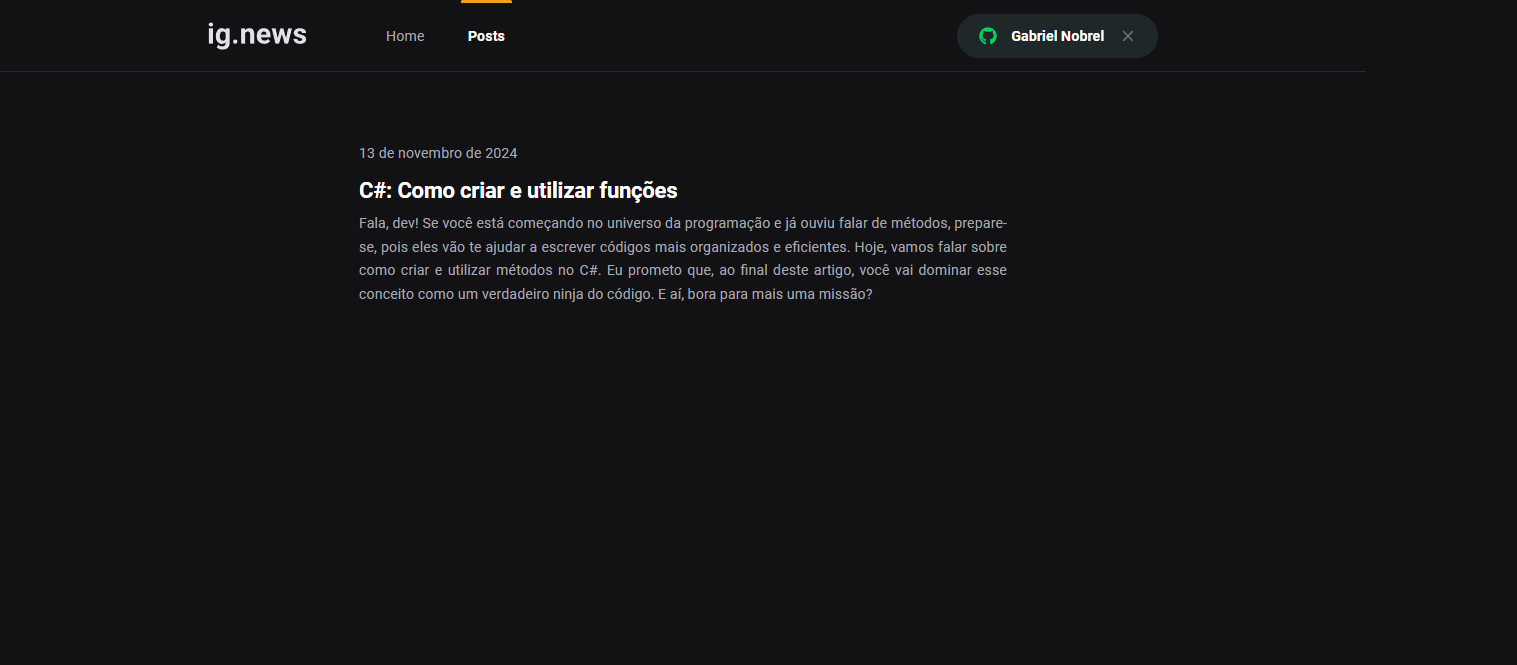 ig.news
Home
Posts
Gabriel Nobrel
13 de novembro de 2024
C#: Como criar e utilizar funções
Fala, dev! Se você está começando no universo da programação e já ouviu falar de métodos, prepare-
se, pois eles vão te ajudar a escrever códigos mais organizados e eficientes. Hoje, vamos falar sobre
como criar e utilizar métodos no C#. Eu prometo que, ao final deste artigo, você vai dominar esse
conceito como um verdadeiro ninja do código. E aí, bora para mais uma missão?